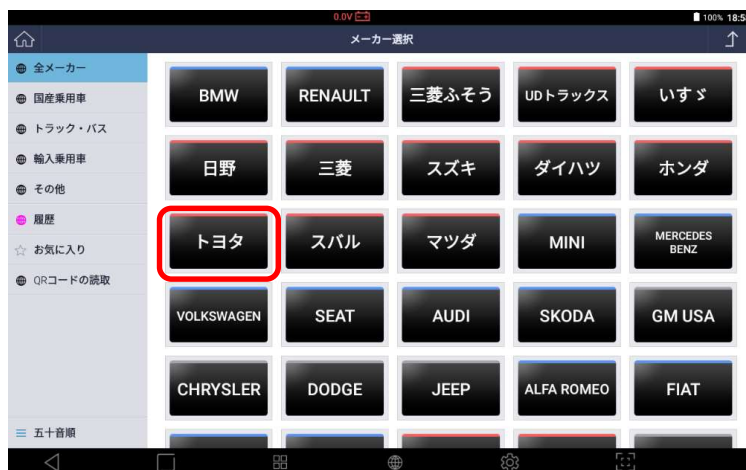 0.0V
100% 18:5
メーカー選択
全メーカー
国産乗用車
トラック・バス
輸入乗用車
その他
履歴
お気に入り
QRコードの読取
五十音順
BMW RENAULT 三菱ふそう UDトラックス いすゞ
日野 三菱 スズキ ダイハツ ホンダ
トヨタ スバル マツダ MINI MERCEDES BENZ
VOLKSWAGEN SEAT AUDI SKODA GM USA
CHRYSLER DODGE JEEP ALFA ROMEO FIAT